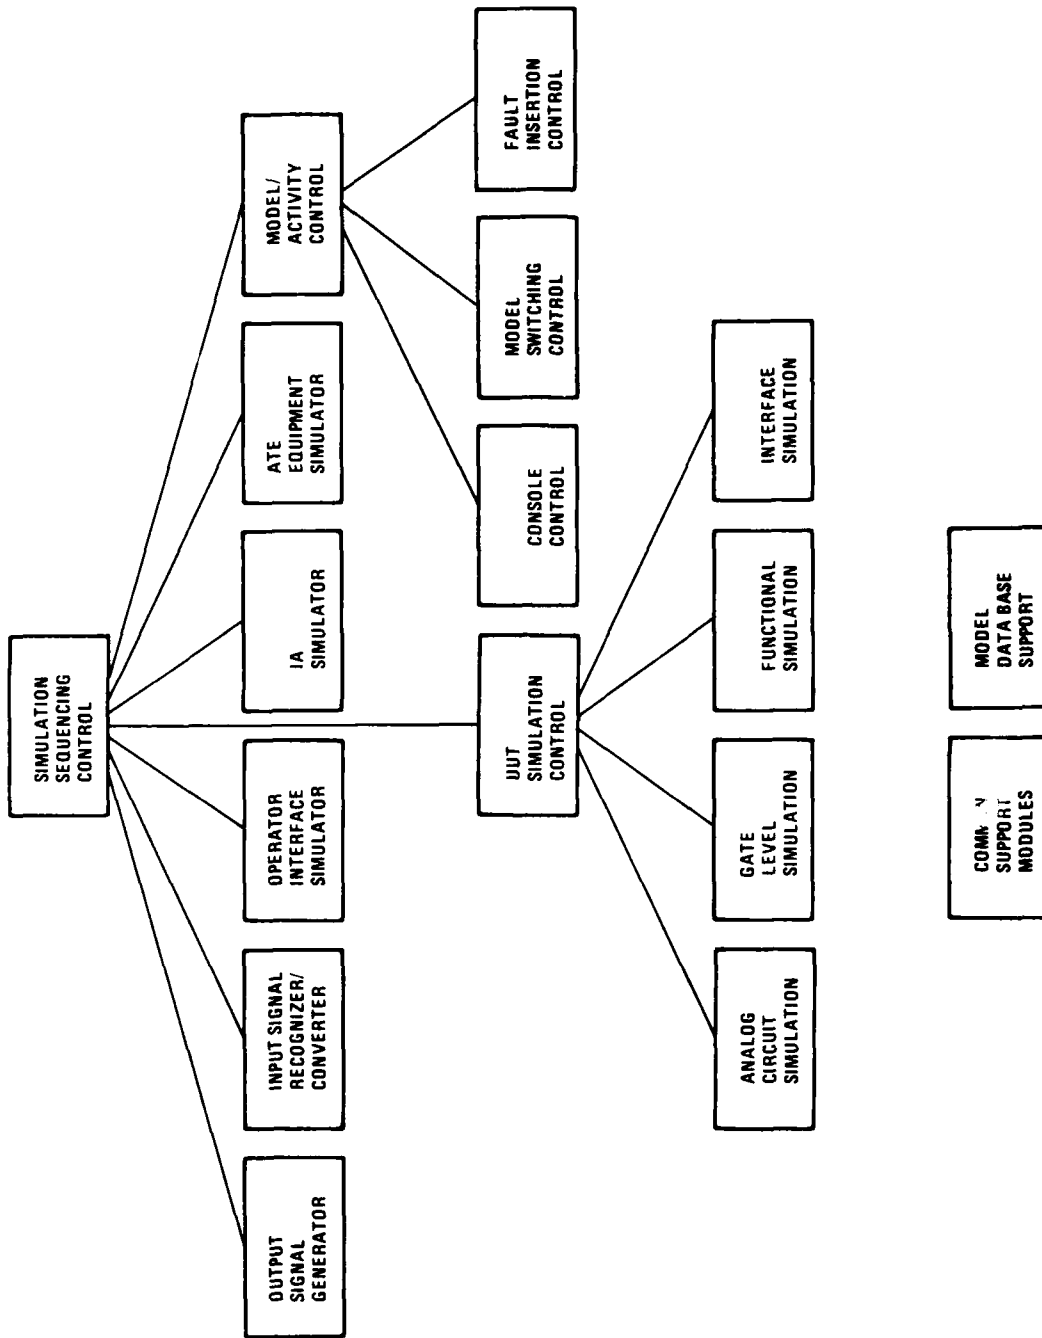 SIMULATION
SEQUENCING
CONTROL
OUTPUT
SIGNAL
GENERATOR
INPUT SIGNAL
RECOGNIZER/
CONVERTER
OPERATOR
INTERFACE
SIMULATOR
IA
SIMULATOR
ATE
EQUIPMENT
SIMULATOR
MODEL/
ACTIVITY
CONTROL
UUT
SIMULATION
CONTROL
CONSOLE
CONTROL
MODEL
SWITCHING
CONTROL
FAULT
INSERTION
CONTROL
ANALOG
CIRCUIT
SIMULATION
GATE
LEVEL
SIMULATION
FUNCTIONAL
SIMULATION
INTERFACE
SIMULATION
SUPPORT
MODULES
MODEL
DATA BASE
SUPPORT